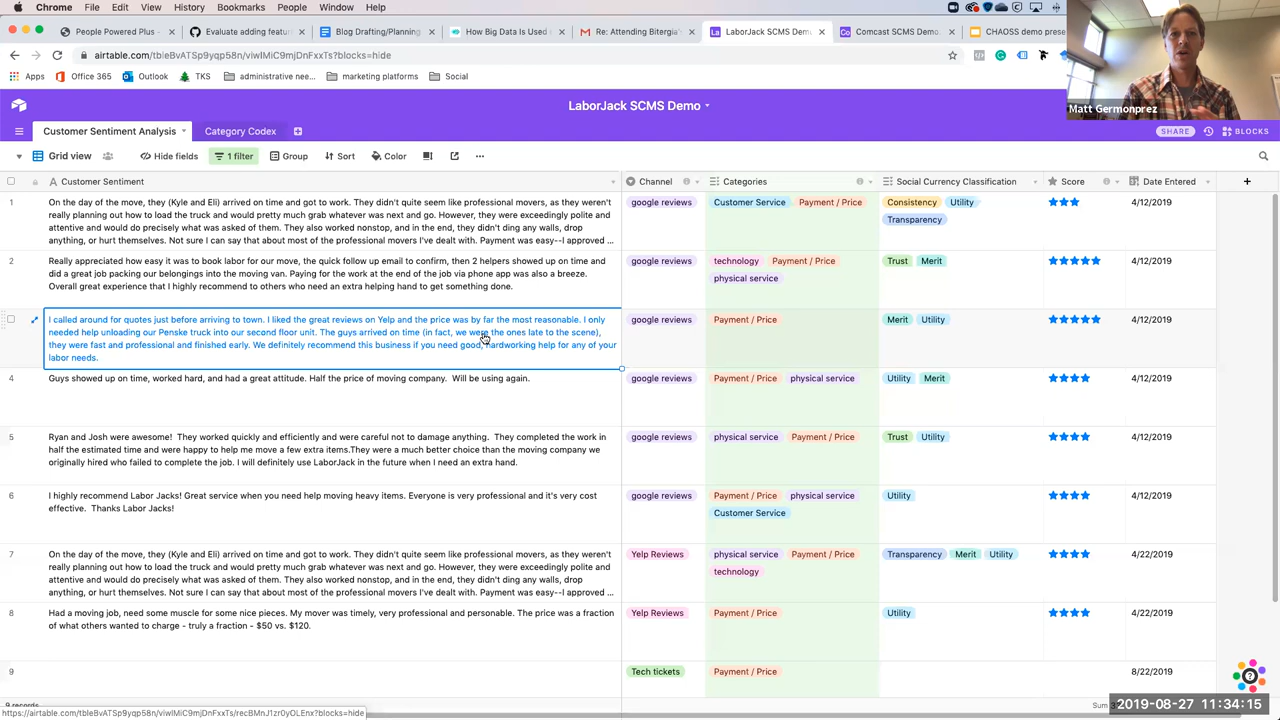 Chrome File Edit View History Bookmarks People Window Help
People Powered Plus -
Evaluate adding featur
Blog Drafting/Planning
How Big Data Is Used
Re: Attending Bitergia's
LaborJack SCMS Demo
Comcast SCMS Demo:
CHAOSS demo prese
airtable.com/tbleBvATSp9yqp58n/viwIMiC9mjDnFxxTs?blocks=hide
Apps Office 365 Outlook TKS administrative nee... marketing platforms Social
Matt Germonprez
LaborJack SCMS Demo
Customer Sentiment Analysis Category Codex
SHARE BLOCKS
Grid view Hide fields 1 filter Group Sort Color
Customer Sentiment Channel Categories Social Currency Classification Score Date Entered
1 On the day of the move, they (Kyle and Eli) arrived on time and got to work. They didn't quite seem like professional movers, as they weren't
really planning out how to load the truck and would pretty much grab whatever was next and go. However, they were exceedingly polite and
attentive and would do precisely what was asked of them. They also worked nonstop, and in the end, they didn't ding any walls, drop
anything, or hurt themselves. Not sure I can say that about most of the professional movers I've dealt with. Payment was easy--I approved ...
google reviews Customer Service Payment / Price Consistency Utility 4/12/2019
Transparency
2 Really appreciated how easy it was to book labor for our move, the quick follow up email to confirm, then 2 helpers showed up on time and
did a great job packing our belongings into the moving van. Paying for the work at the end of the job via phone app was also a breeze.
Overall great experience that I highly recommend to others who need an extra helping hand to get something done.
google reviews technology Payment / Price Trust Merit 4/12/2019
physical service
I called around for quotes just before arriving to town. I liked the great reviews on Yelp and the price was by far the most reasonable. I only
needed help unloading our Penske truck into our second floor unit. The guys arrived on time (in fact, we were the ones late to the scene),
they were fast and professional and finished early. We definitely recommend this business if you need good, hardworking help for any of your
labor needs.
google reviews Payment / Price Merit Utility 4/12/2019
4 Guys showed up on time, worked hard, and had a great attitude. Half the price of moving company. Will be using again.
google reviews Payment / Price physical service Utility Merit 4/12/2019
5 Ryan and Josh were awesome! They worked quickly and efficiently and were careful not to damage anything. They completed the work in
half the estimated time and were happy to help me move a few extra items.They were a much better choice than the moving company we
originally hired who failed to complete the job. I will definitely use LaborJack in the future when I need an extra hand.
google reviews physical service Payment / Price Trust Utility 4/12/2019
6 I highly recommend Labor Jacks! Great service when you need help moving heavy items. Everyone is very professional and it's very cost
effective. Thanks Labor Jacks!
google reviews Payment / Price physical service Utility 4/12/2019
Customer Service
7 On the day of the move, they (Kyle and Eli) arrived on time and got to work. They didn't quite seem like professional movers, as they weren't
really planning out how to load the truck and would pretty much grab whatever was next and go. However, they were exceedingly polite and
attentive and would do precisely what was asked of them. They also worked nonstop, and in the end, they didn't ding any walls, drop
anything, or hurt themselves. Not sure I can say that about most of the professional movers I've dealt with. Payment was easy--I approved ...
Yelp Reviews physical service Payment / Price Transparency Merit Utility 4/22/2019
technology
8 Had a moving job, need some muscle for some nice pieces. My mover was timely, very professional and personable. The price was a fraction
of what others wanted to charge - truly a fraction - $50 vs. $120.
Yelp Reviews Payment / Price Utility 4/22/2019
9 Tech tickets Payment / Price 8/22/2019
9 records
Sum
2019-08-27 11:34:15
https://airtable.com/tbleBvATSp9yqp58n/viwIMiC9mjDnFxxTs/recBMnJ1zr0yOLEnx?blocks=hide